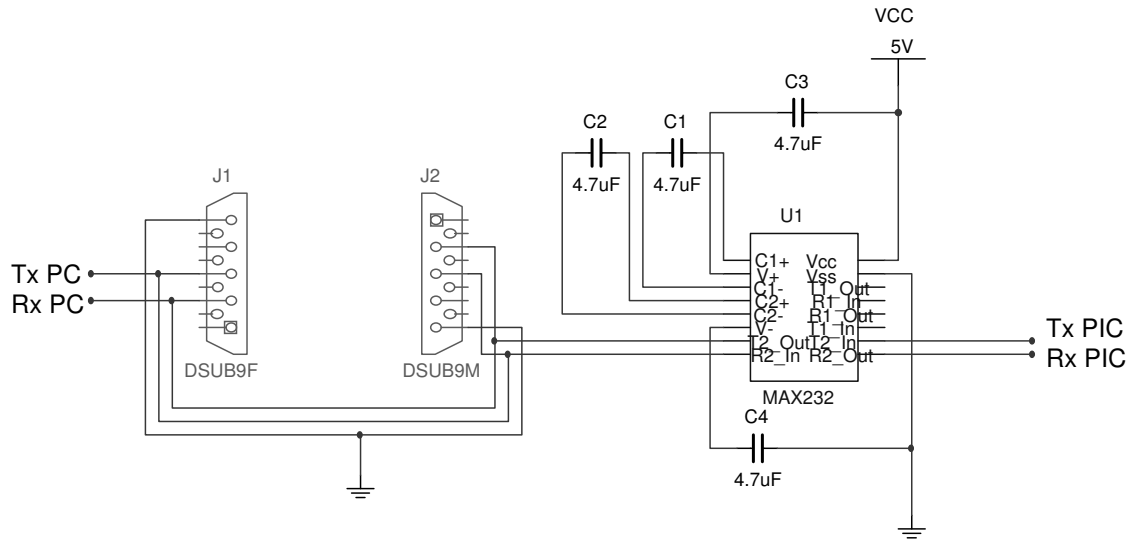 VCC
5V
C3
4.7uF
C2
C1
4.7uF
4.7uF
J1
J2
U1
Tx PC
Rx PC
DSUB9F
DSUB9M
C1+
V+
C1-
C2+
C2-
V-
T2_Out
R2_In
Vcc
Vss
T1_Out
R1_In
R1_Out
T1_In
T2_In
R2_Out
Tx PIC
Rx PIC
MAX232
C4
4.7uF